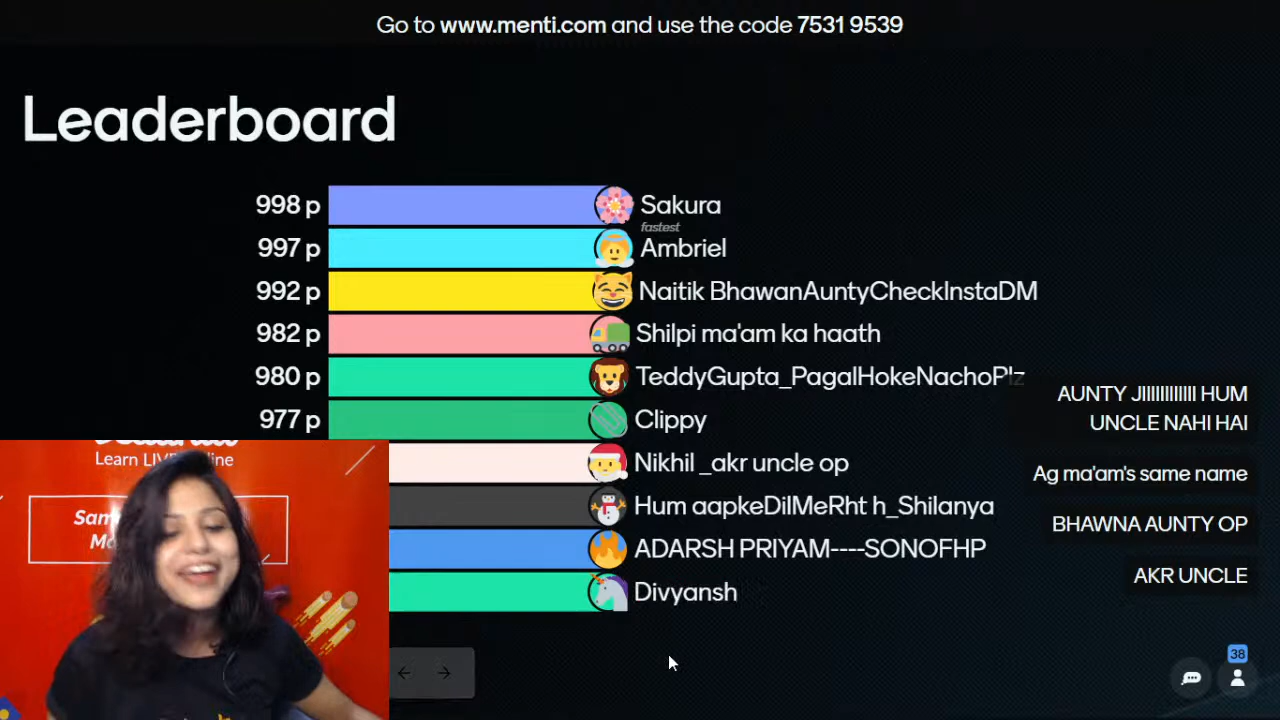 Go to www.menti.com and use the code 7531 9539
Leaderboard
998 p Sakura
fastest
997 p Ambriel
992 p Naitik BhawanAuntyCheckInstaDM
982 p Shilpi ma'am ka haath
980 p TeddyGupta_PagalHokeNachoPlz
977 p Clippy
Nikhil _akr uncle op
Hum aapkeDilMeRht h_Shilanya
ADARSH PRIYAM----SONOFHP
Divyansh
AUNTY JIIIIIIIIIIII HUM
UNCLE NAHI HAI
Ag ma'am's same name
BHAWNA AUNTY OP
AKR UNCLE
38
Learn LIVE